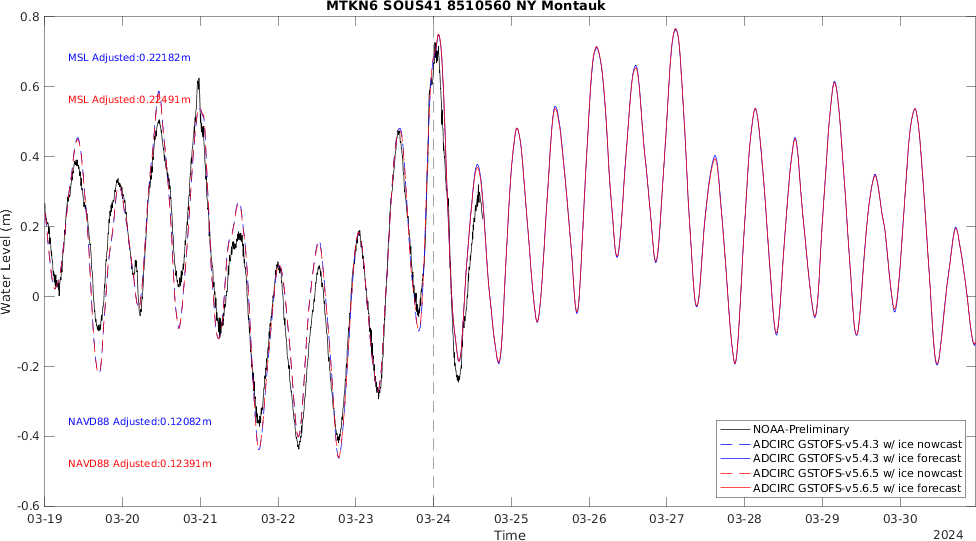 MTKN6 SOUS41 8510560 NY Montauk
0.8
0.6
0.4
0.2
0
-0.2
-0.4
-0.6
Water Level (m)
MSL Adjusted:0.22182m
MSL Adjusted:0.22491m
NAVD88 Adjusted:0.12082m
NAVD88 Adjusted:0.12391m
NOAA-Preliminary
ADCIRC GSTOFS-v5.4.3 w/ ice nowcast
ADCIRC GSTOFS-v5.4.3 w/ ice forecast
ADCIRC GSTOFS-v5.6.5 w/ ice nowcast
ADCIRC GSTOFS-v5.6.5 w/ ice forecast
03-19 03-20 03-21 03-22 03-23 03-24 03-25 03-26 03-27 03-28 03-29 03-30
Time
2024